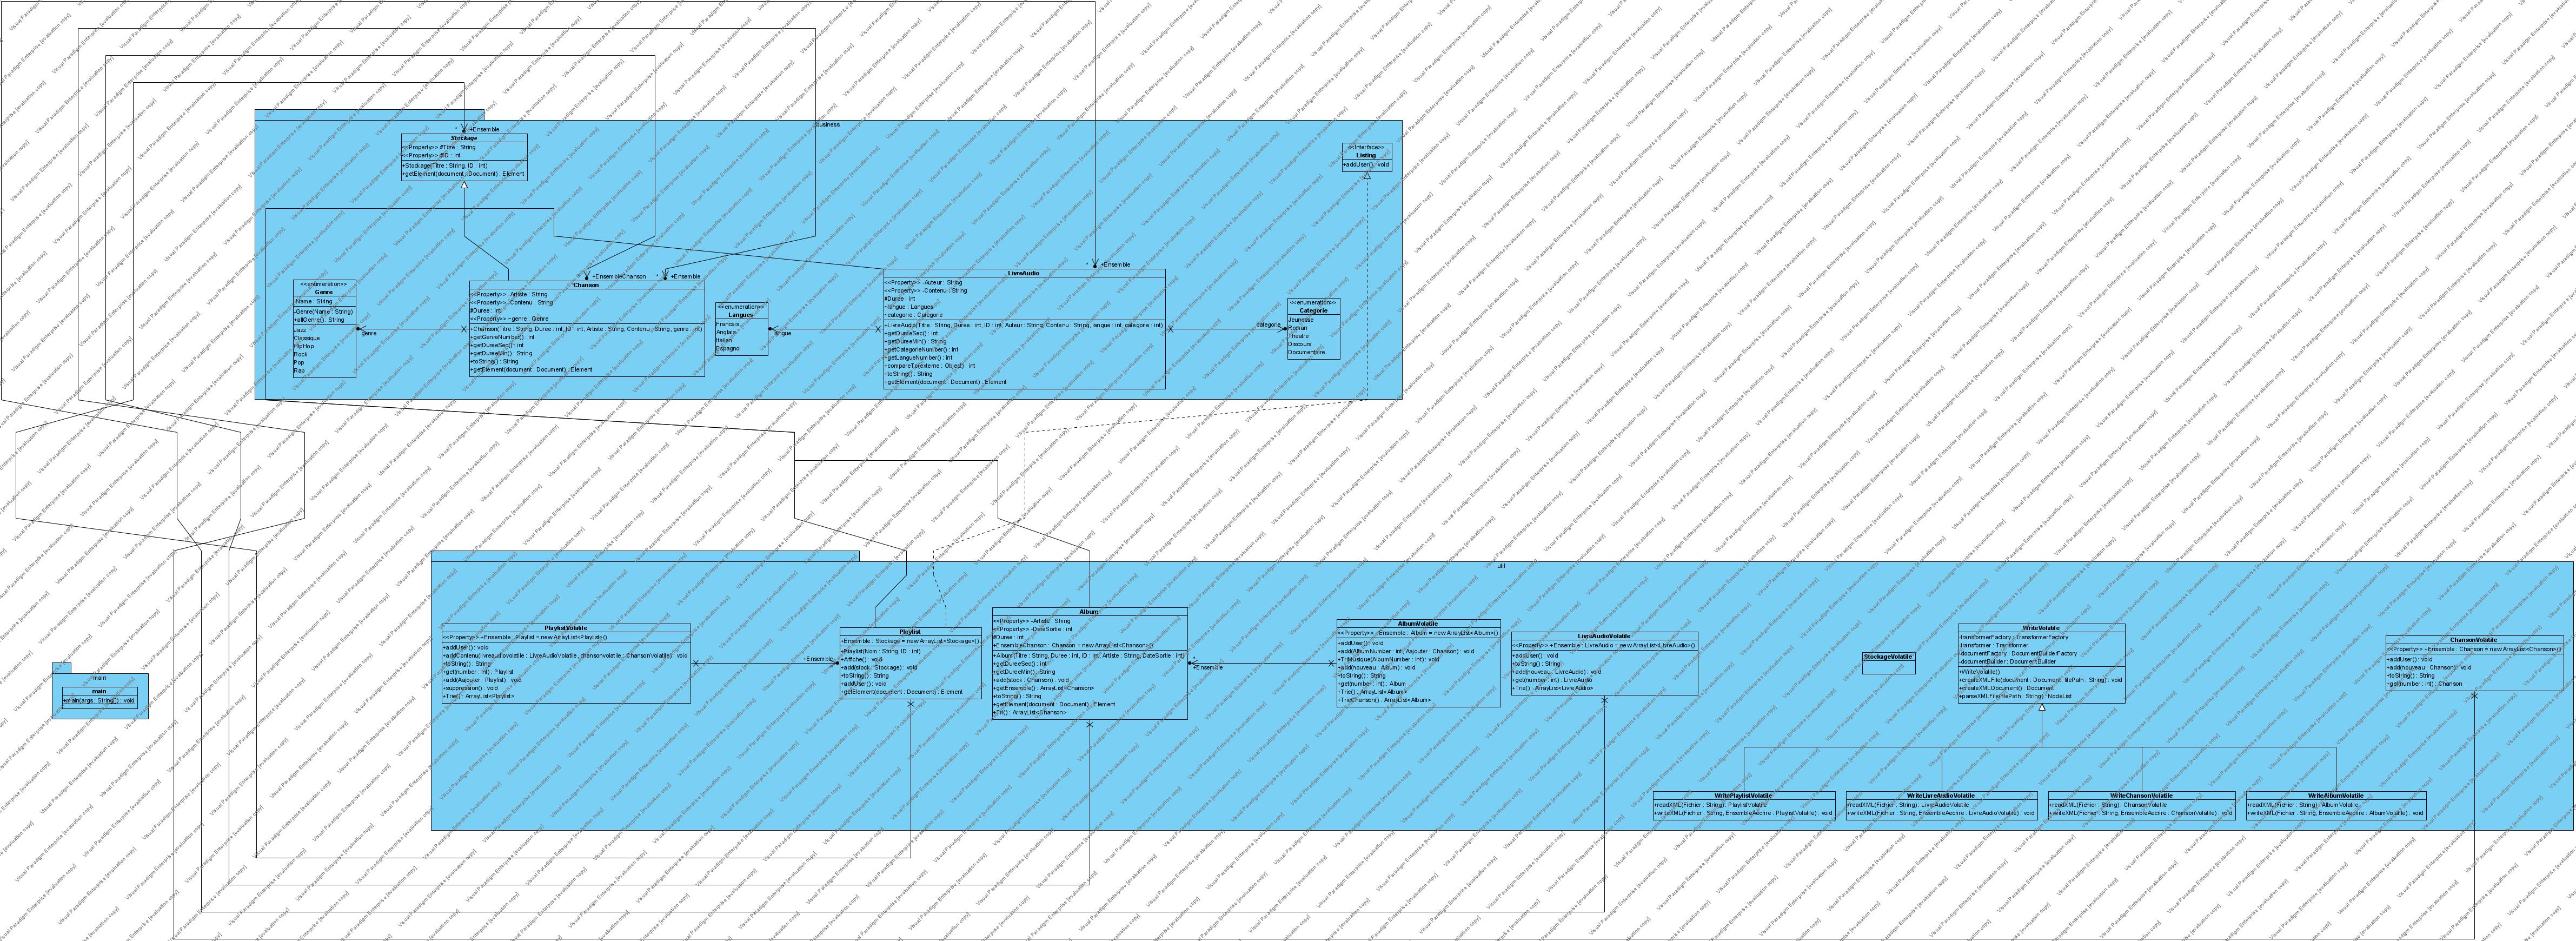 Visual Paradigm Enterprise [evaluation copy]
Business
*
+Ensemble
Stockage
<<Property>> #Titre : String
<<Property>> #ID : int
+Stockage(Titre : String, ID : int)
+getElement(document : Document) : Element
<<Interface>>
Listing
+addUser() : void
<<enumeration>>
Genre
-Name : String
-Genre(Name : String)
+allGenre() : String
Jazz
Classique
HipHop
Rock
Pop
Rap
genre
+EnsembleChanson
*
+Ensemble
Chanson
<<Property>> -Artiste : String
<<Property>> -Contenu : String
#Duree : int
<<Property>> ~genre : Genre
+Chanson(Titre : String, Duree : int, ID : int, Artiste : String, Contenu : String, genre : int)
+getGenreNumber() : int
+getDureeSec() : int
+getDureeMin() : String
+toString() : String
+getElement(document : Document) : Element
<<enumeration>>
Langues
Francais
Anglais
Italien
Espagnol
langue
*
+Ensemble
LivreAudio
<<Property>> -Auteur : String
<<Property>> -Contenu : String
#Duree : int
~langue : Langues
~categorie : Categorie
+LivreAudio(Titre : String, Duree : int, ID : int, Auteur : String, Contenu : String, langue : int, categorie : int)
+getDureeSec() : int
+getDureeMin() : String
+getCategorieNumber() : int
+getLangueNumber() : int
+compareTo(externe : Object) : int
+toString() : String
+getElement(document : Document) : Element
categorie
<<enumeration>>
Categorie
Jeunesse
Roman
Theatre
Discours
Documentaire
util
main
main
+main(args : String[]) : void
PlaylistVolatile
<<Property>> +Ensemble : Playlist = new ArrayList<Playlist>()
+addUser() : void
+addContenu(livreaudiovolatile : LivreAudioVolatile, chansonvolatile : ChansonVolatile) : void
+toString() : String
+get(number : int) : Playlist
+add(Aajouter : Playlist) : void
+suppression() : void
+Trie() : ArrayList<Playlist>
+Ensemble
Playlist
+Ensemble : Stockage = new ArrayList<Stockage>()
+Playlist(Nom : String, ID : int)
+Affiche() : void
+add(stock : Stockage) : void
+toString() : String
+addUser() : void
+getElement(document : Document) : Element
Album
<<Property>> -Artiste : String
<<Property>> -DateSortie : int
#Duree : int
+EnsembleChanson : Chanson = new ArrayList<Chanson>()
+Album(Titre : String, Duree : int, ID : int, Artiste : String, DateSortie : int)
+getDureeSec() : int
+getDureeMin() : String
+add(stock : Chanson) : void
+getEnsemble() : ArrayList<Chanson>
+toString() : String
+getElement(document : Document) : Element
+Tri() : ArrayList<Chanson>
*
+Ensemble
AlbumVolatile
<<Property>> +Ensemble : Album = new ArrayList<Album>()
+addUser() : void
+add(AlbumNumber : int, Aajouter : Chanson) : void
+TriMusique(AlbumNumber : int) : void
+add(nouveau : Album) : void
+toString() : String
+get(number : int) : Album
+Trie() : ArrayList<Album>
+TrieChanson() : ArrayList<Album>
LivreAudioVolatile
<<Property>> +Ensemble : LivreAudio = new ArrayList<LivreAudio>()
+addUser() : void
+toString() : String
+add(nouveau : LivreAudio) : void
+get(number : int) : LivreAudio
+Trie() : ArrayList<LivreAudio>
StockageVolatile
WriteVolatile
-transformerFactory : TransformerFactory
-transformer : Transformer
-documentFactory : DocumentBuilderFactory
-documentBuilder : DocumentBuilder
+WriteVolatile()
+createXMLFile(document : Document, filePath : String) : void
+createXMLDocument() : Document
+parseXMLFile(filePath : String) : NodeList
ChansonVolatile
<<Property>> +Ensemble : Chanson = new ArrayList<Chanson>()
+addUser() : void
+add(nouveau : Chanson) : void
+toString() : String
+get(number : int) : Chanson
WritePlaylistVolatile
+readXML(Fichier : String) : PlaylistVolatile
+writeXML(Fichier : String, EnsembleAecrire : PlaylistVolatile) : void
WriteLivreAudioVolatile
+readXML(Fichier : String) : LivreAudioVolatile
+writeXML(Fichier : String, EnsembleAecrire : LivreAudioVolatile) : void
WriteChansonVolatile
+readXML(Fichier : String) : ChansonVolatile
+writeXML(Fichier : String, EnsembleAecrire : ChansonVolatile) : void
WriteAlbumVolatile
+readXML(Fichier : String) : AlbumVolatile
+writeXML(Fichier : String, EnsembleAecrire : AlbumVolatile) : void